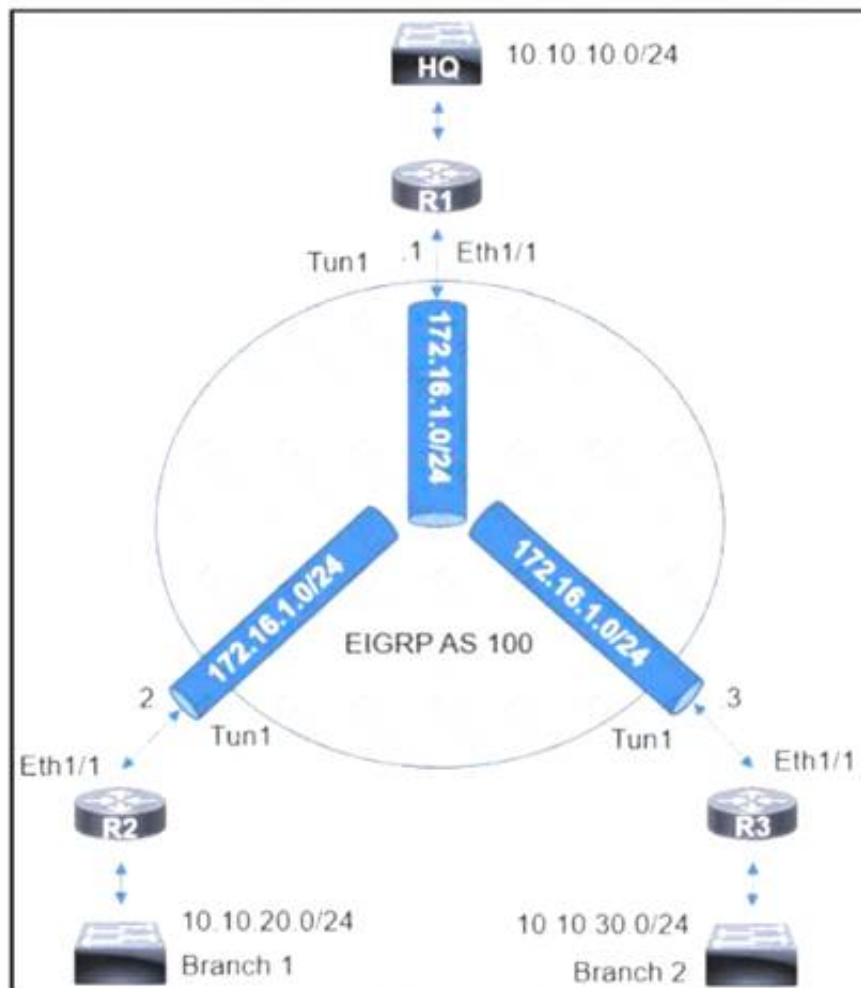 HQ
10.10.10.0/24
R1
Tun1 .1 Eth1/1
172.16.1.0/24
172.16.1.0/24
172.16.1.0/24
EIGRP AS 100
.2
.3
Tun1
Tun1
Eth1/1
Eth1/1
R2
R3
10.10.20.0/24
Branch 1
10.10.30.0/24
Branch 2